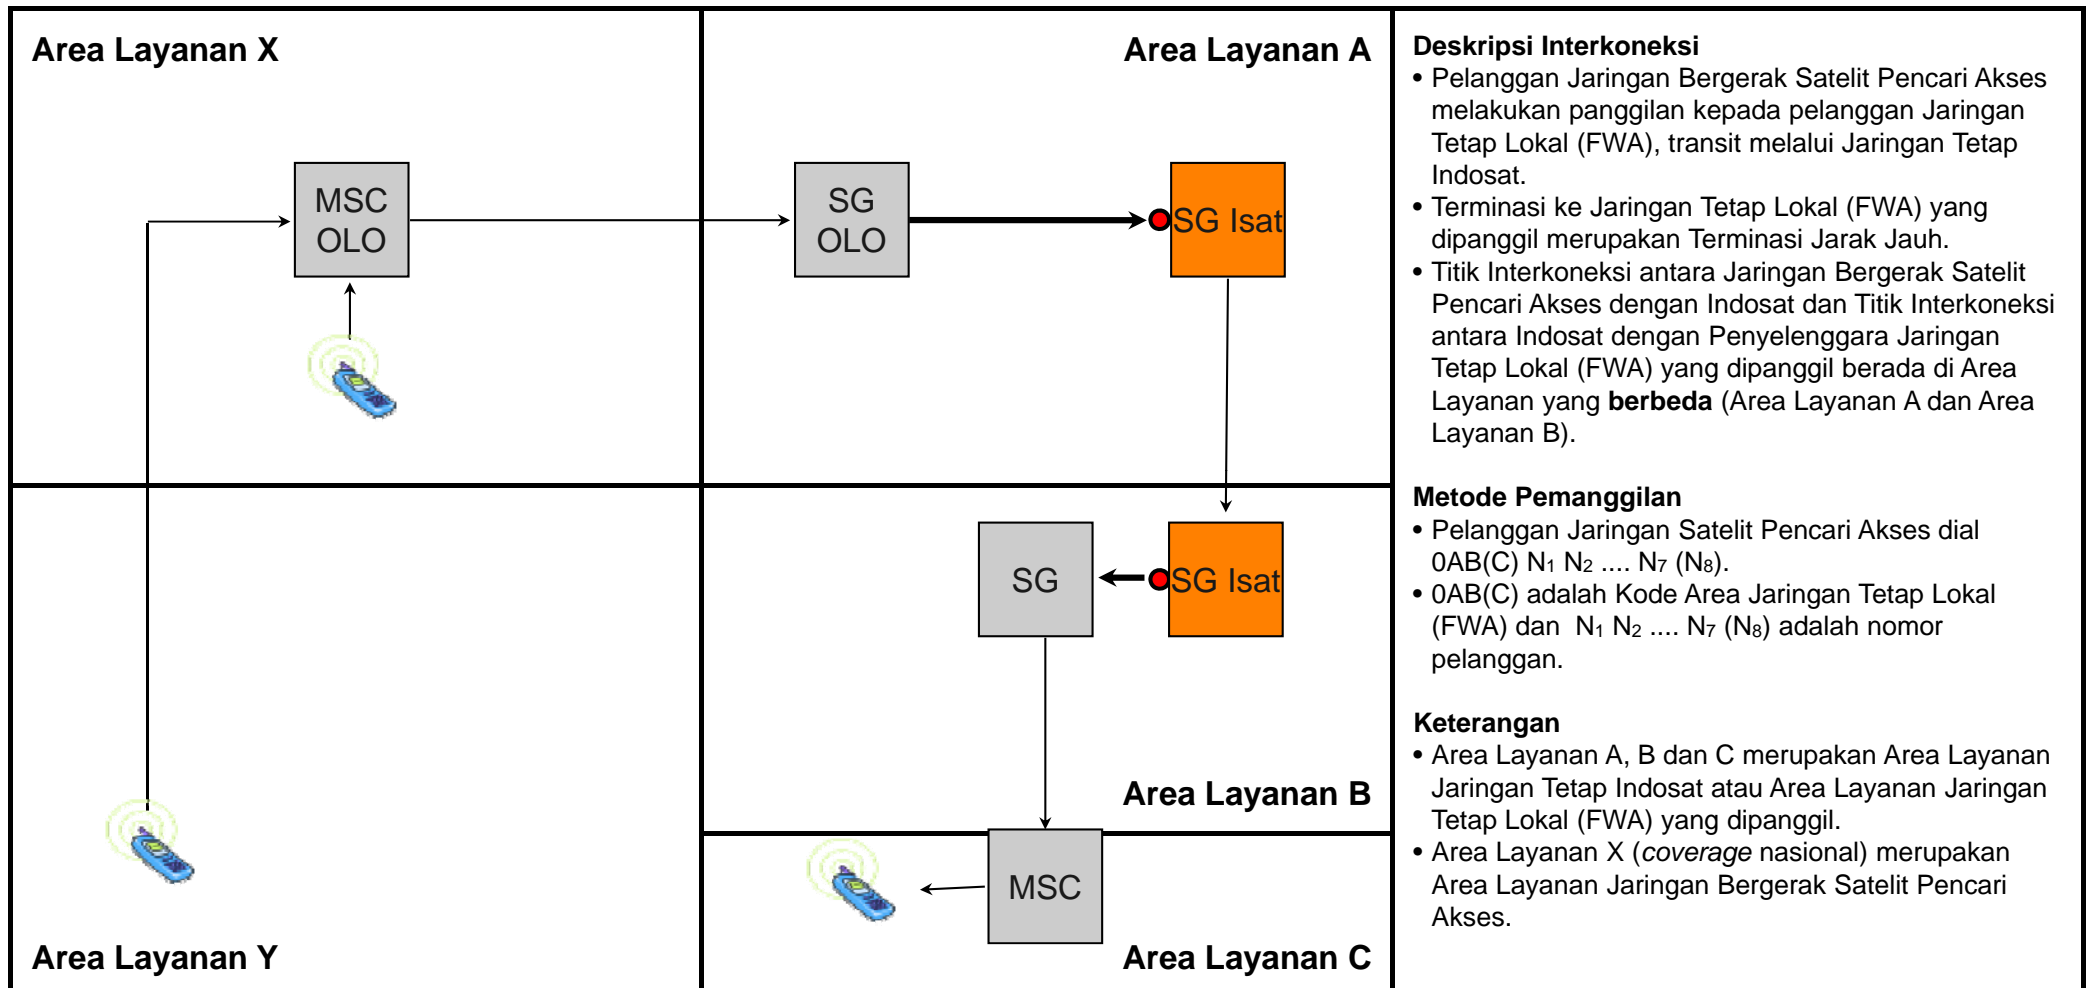 Area Layanan X
MSC
OLO
Area Layanan A
SG
OLO
SG Isat
SG
SG Isat
Area Layanan B
MSC
Area Layanan Y
Area Layanan C
Deskripsi Interkoneksi
• Pelanggan Jaringan Bergerak Satelit Pencari Akses
melakukan panggilan kepada pelanggan Jaringan
Tetap Lokal (FWA), transit melalui Jaringan Tetap
Indosat.
• Terminasi ke Jaringan Tetap Lokal (FWA) yang
dipanggil merupakan Terminasi Jarak Jauh.
• Titik Interkoneksi antara Jaringan Bergerak Satelit
Pencari Akses dengan Indosat dan Titik Interkoneksi
antara Indosat dengan Penyelenggara Jaringan
Tetap Lokal (FWA) yang dipanggil berada di Area
Layanan yang berbeda (Area Layanan A dan Area
Layanan B).
Metode Pemanggilan
• Pelanggan Jaringan Satelit Pencari Akses dial
0AB(C) N₁ N₂ .... N₇ (N₈).
• 0AB(C) adalah Kode Area Jaringan Tetap Lokal
(FWA) dan N₁ N₂ .... N₇ (N₈) adalah nomor
pelanggan.
Keterangan
• Area Layanan A, B dan C merupakan Area Layanan
Jaringan Tetap Indosat atau Area Layanan Jaringan
Tetap Lokal (FWA) yang dipanggil.
• Area Layanan X (coverage nasional) merupakan
Area Layanan Jaringan Bergerak Satelit Pencari
Akses.